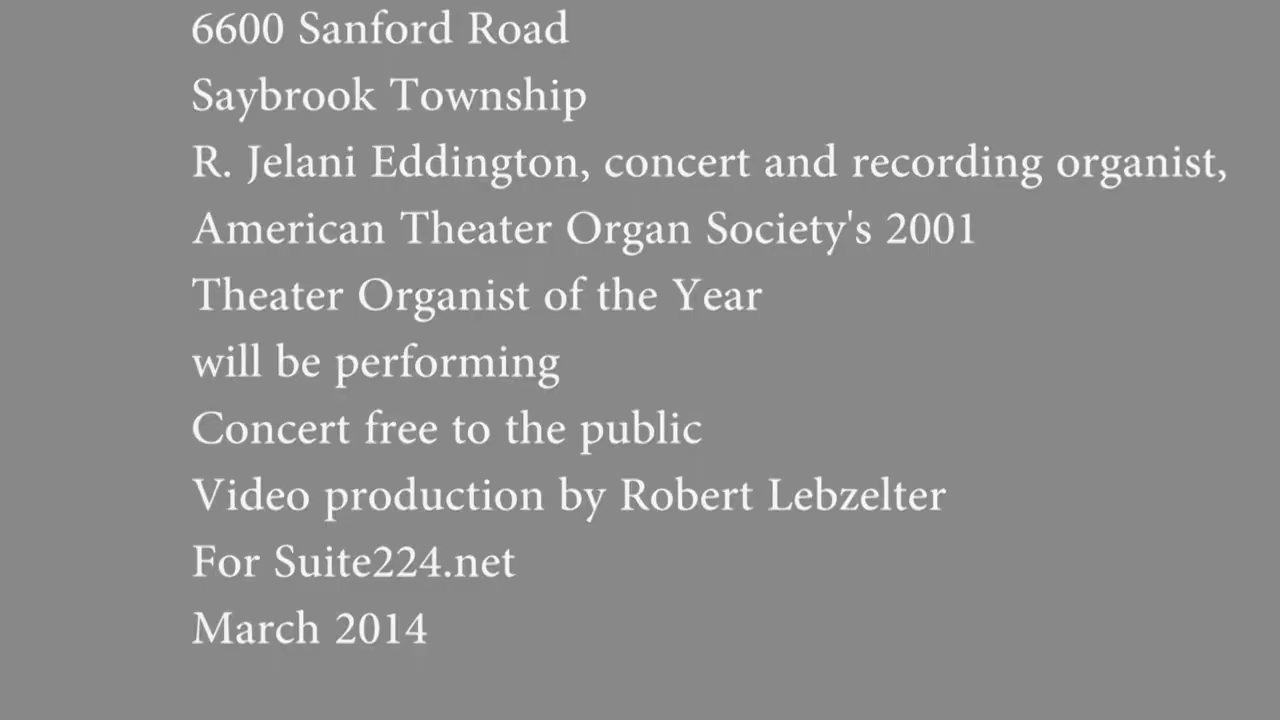 6600 Sanford Road
Saybrook Township
R. Jelani Eddington, concert and recording organist,
American Theater Organ Society's 2001
Theater Organist of the Year
will be performing
Concert free to the public
Video production by Robert Lebzelter
For Suite224.net
March 2014